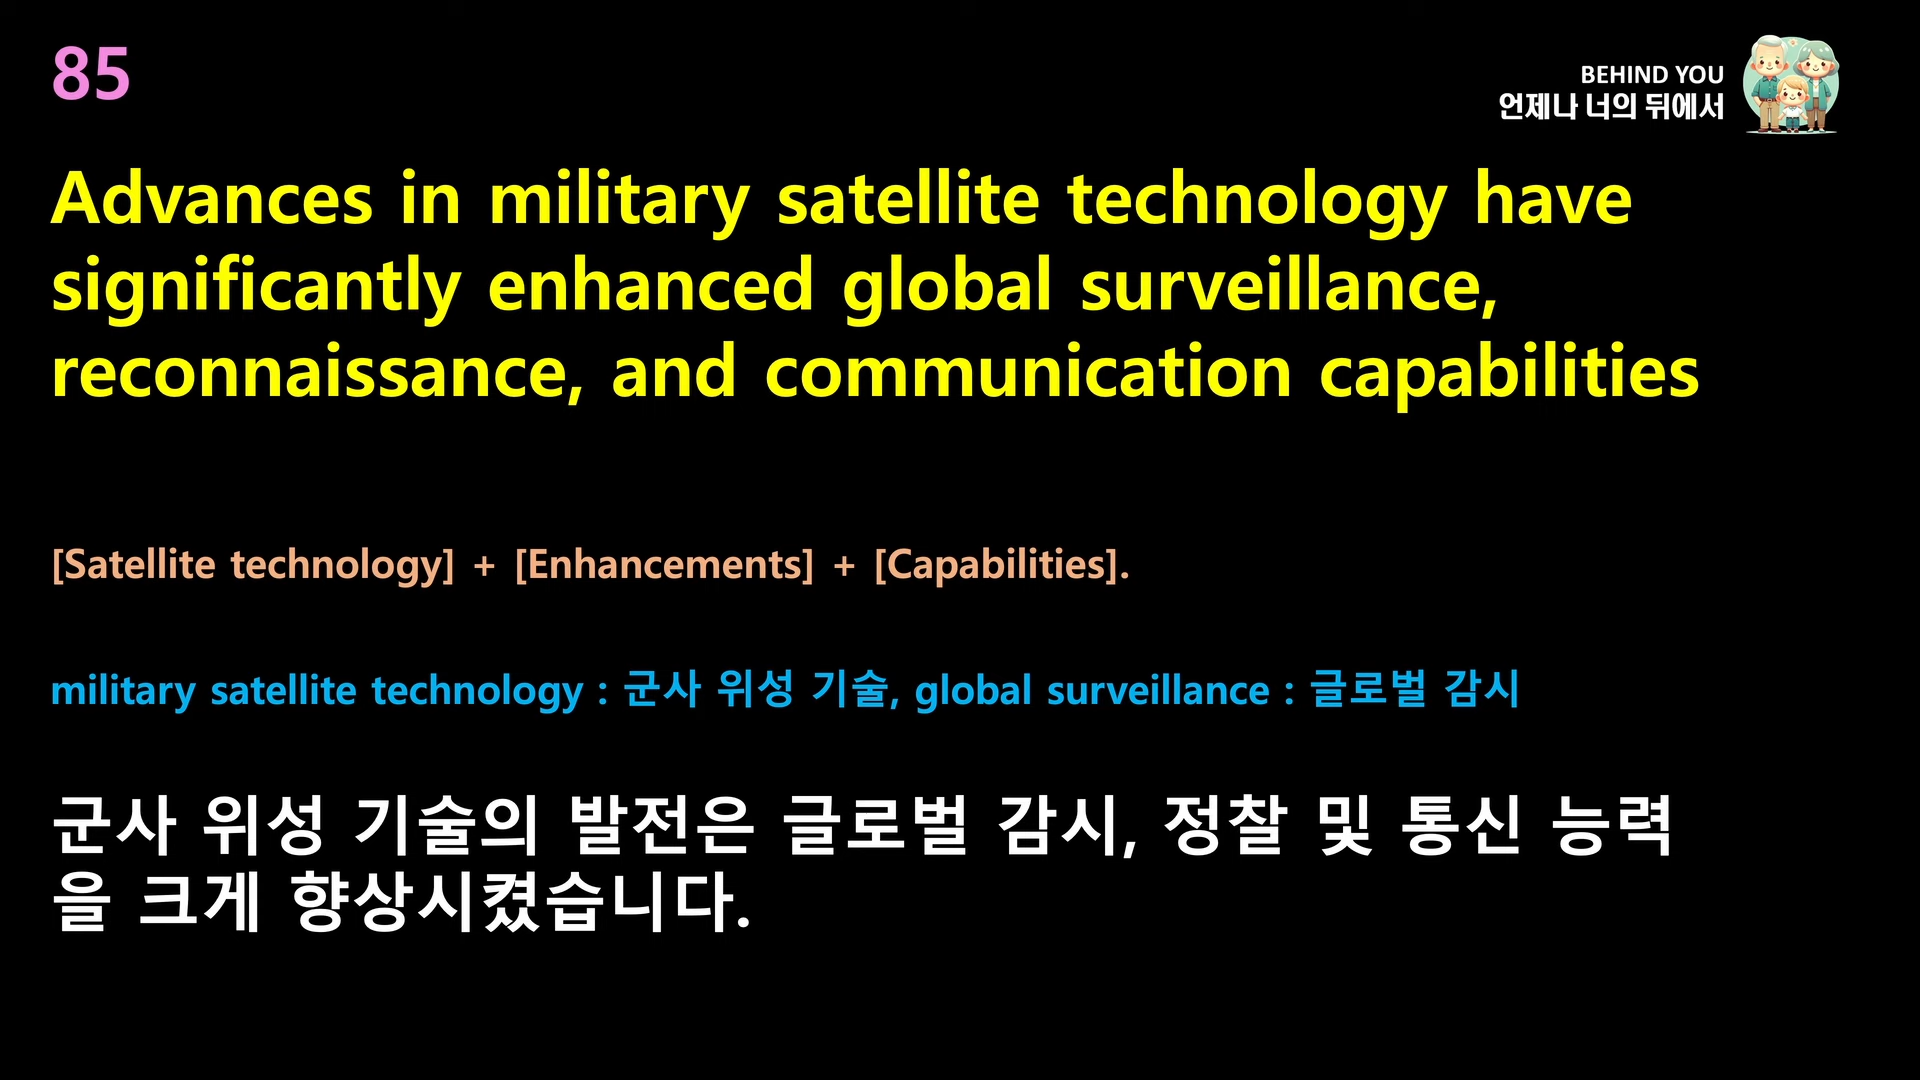 85
BEHIND YOU
언제나 너의 뒤에서
Advances in military satellite technology have
significantly enhanced global surveillance,
reconnaissance, and communication capabilities
[Satellite technology] + [Enhancements] + [Capabilities].
military satellite technology : 군사 위성 기술, global surveillance : 글로벌 감시
군사 위성 기술의 발전은 글로벌 감시, 정찰 및 통신 능력
을 크게 향상시켰습니다.